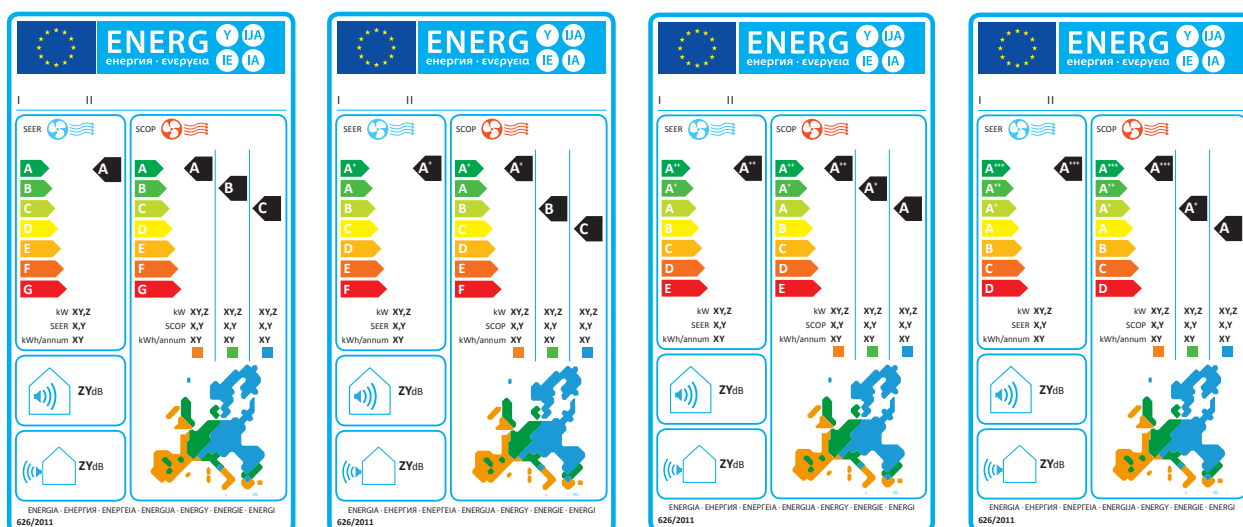 ENERG Y IJA IE IA
енергия · ενεργεια
I II
SEER
SCOP
A A A A
B B B
C C C
D D
E E
F F
G G
kW XY,Z kW XY,Z XY,Z XY,Z
SEER X,Y SCOP X,Y X,Y X,Y
kWh/annum XY kWh/annum XY XY XY
ZYdB
ZYdB
ENERGIA · ЕНЕРГИЯ · ΕΝΕΡΓΕΙΑ · ENERGIJA · ENERGY · ENERGIE · ENERGI
626/2011
ENERG Y IJA IE IA
енергия · ενεργεια
I II
SEER
SCOP
A+ A+ A+ A+
A A
B B B
C C C
D D
E E
F F
kW XY,Z kW XY,Z XY,Z XY,Z
SEER X,Y SCOP X,Y X,Y X,Y
kWh/annum XY kWh/annum XY XY XY
ZYdB
ZYdB
ENERGIA · ЕНЕРГИЯ · ΕΝΕΡΓΕΙΑ · ENERGIJA · ENERGY · ENERGIE · ENERGI
626/2011
ENERG Y IJA IE IA
енергия · ενεργεια
I II
SEER
SCOP
A++ A++ A++ A++
A+ A+ A+
A A A
B B
C C
D D
E E
kW XY,Z kW XY,Z XY,Z XY,Z
SEER X,Y SCOP X,Y X,Y X,Y
kWh/annum XY kWh/annum XY XY XY
ZYdB
ZYdB
ENERGIA · ЕНЕРГИЯ · ΕΝΕΡΓΕΙΑ · ENERGIJA · ENERGY · ENERGIE · ENERGI
626/2011
ENERG Y IJA IE IA
енергия · ενεργεια
I II
SEER
SCOP
A+++ A+++ A+++ A+++
A++ A++
A+ A+ A+
A A A
B B
C C
D D
kW XY,Z kW XY,Z XY,Z XY,Z
SEER X,Y SCOP X,Y X,Y X,Y
kWh/annum XY kWh/annum XY XY XY
ZYdB
ZYdB
ENERGIA · ЕНЕРГИЯ · ΕΝΕΡΓΕΙΑ · ENERGIJA · ENERGY · ENERGIE · ENERGI
626/2011